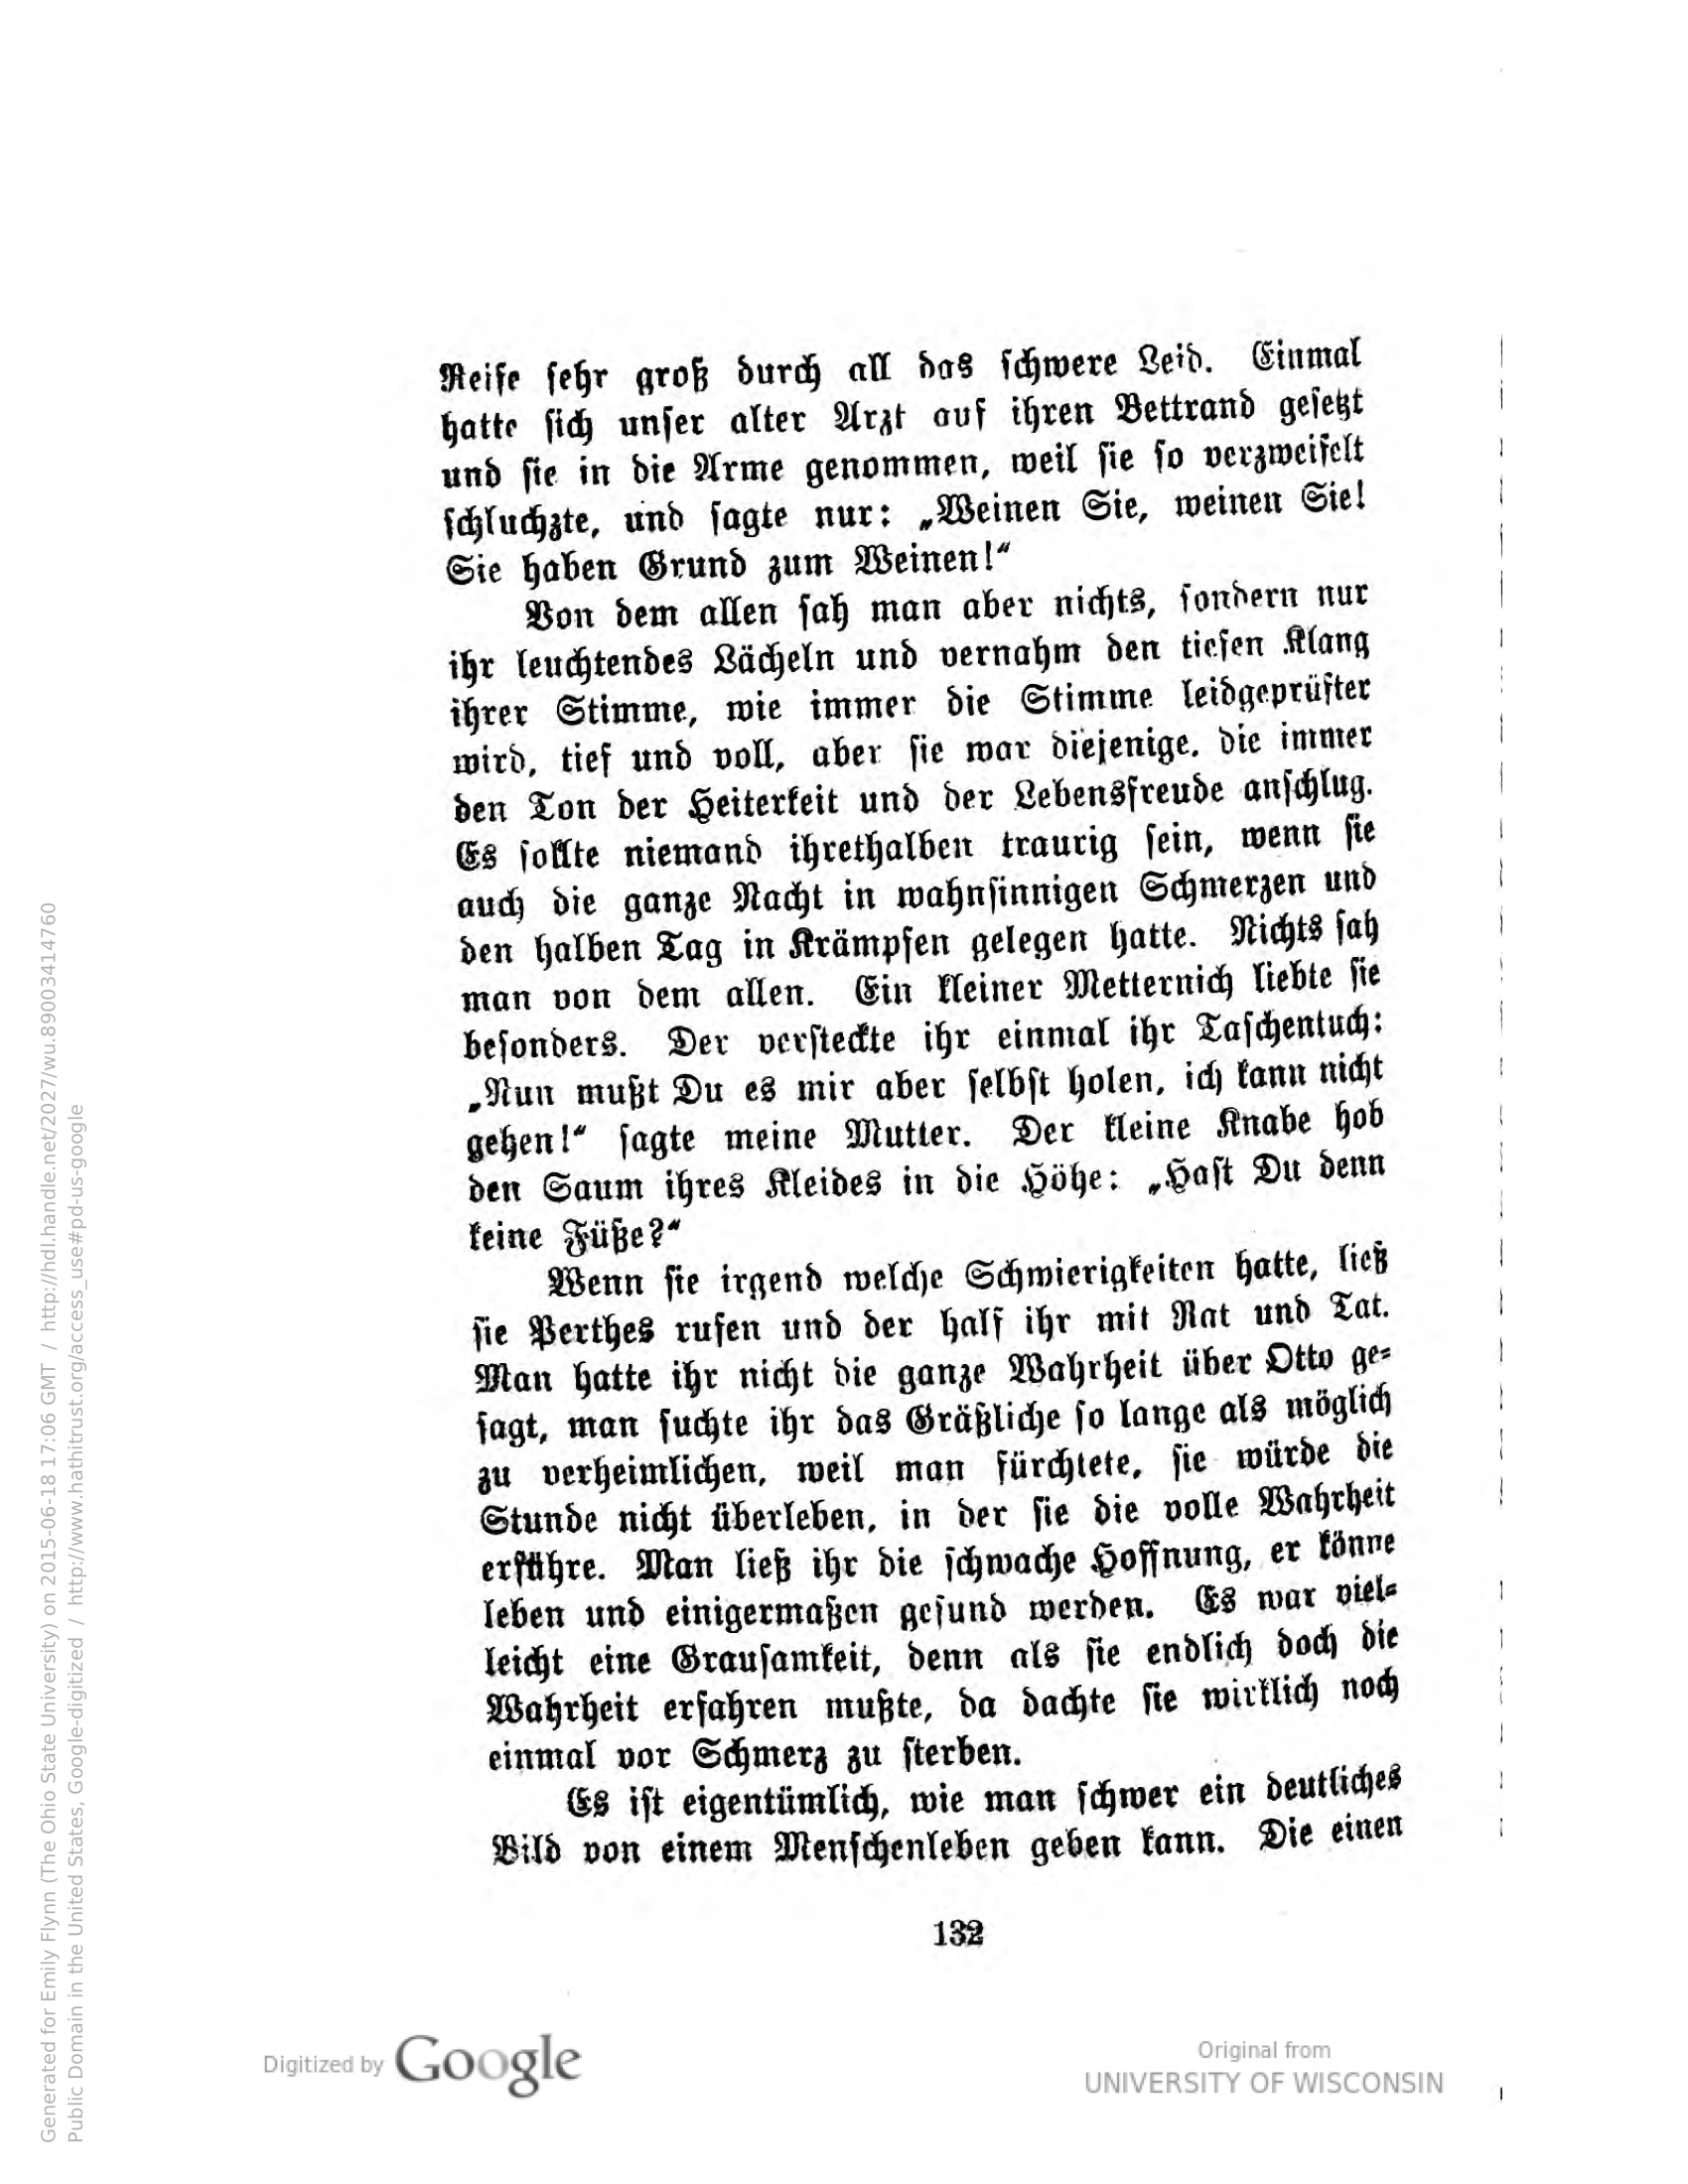 Reife sehr groß durch all das schwere Leid. Einmal
hatte sich unser alter Arzt auf ihren Bettrand gesetzt
und sie in die Arme genommen, weil sie so verzweifelt
schluchzte, und sagte nur: „Weinen Sie, weinen Sie!
Sie haben Grund zum Weinen!“
Von dem allen sah man aber nichts, sondern nur
ihr leuchtendes Lächeln und vernahm den tiefen Klang
ihrer Stimme, wie immer die Stimme leidgeprüfter
wird, tief und voll, aber sie war diejenige, die immer
den Ton der Heiterkeit und der Lebensfreude anschlug.
Es sollte niemand ihrethalben traurig sein, wenn sie
auch die ganze Nacht in wahnsinnigen Schmerzen und
den halben Tag in Krämpfen gelegen hatte. Nichts sah
man von dem allen. Ein kleiner Metternich liebte sie
besonders. Der versteckte ihr einmal ihr Taschentuch:
„Nun mußt Du es mir aber selbst holen, ich kann nicht
gehen!“ sagte meine Mutter. Der kleine Knabe hob
den Saum ihres Kleides in die Höhe: „Hast Du denn
keine Füße?“
Wenn sie irgend welche Schwierigkeiten hatte, ließ
sie Perthes rufen und der half ihr mit Rat und Tat.
Man hatte ihr nicht die ganze Wahrheit über Otto ge-
sagt, man suchte ihr das Gräßliche so lange als möglich
zu verheimlichen, weil man fürchtete, sie würde die
Stunde nicht überleben, in der sie die volle Wahrheit
erführe. Man ließ ihr die schwache Hoffnung, er könne
leben und einigermaßen gesund werden. Es war viel-
leicht eine Grausamkeit, denn als sie endlich doch die
Wahrheit erfahren mußte, da dachte sie wirklich noch
einmal vor Schmerz zu sterben.
Es ist eigentümlich, wie man schwer ein deutliches
Bild von einem Menschenleben geben kann. Die einen
132
Digitized by Google
Original from
UNIVERSITY OF WISCONSIN
Generated for Emily Flynn (The Ohio State University) on 2015-06-18 17:06 GMT / http://hdl.handle.net/2027/wu.89003414760
Public Domain in the United States, Google-digitized / http://www.hathitrust.org/access_use#pd-us-google